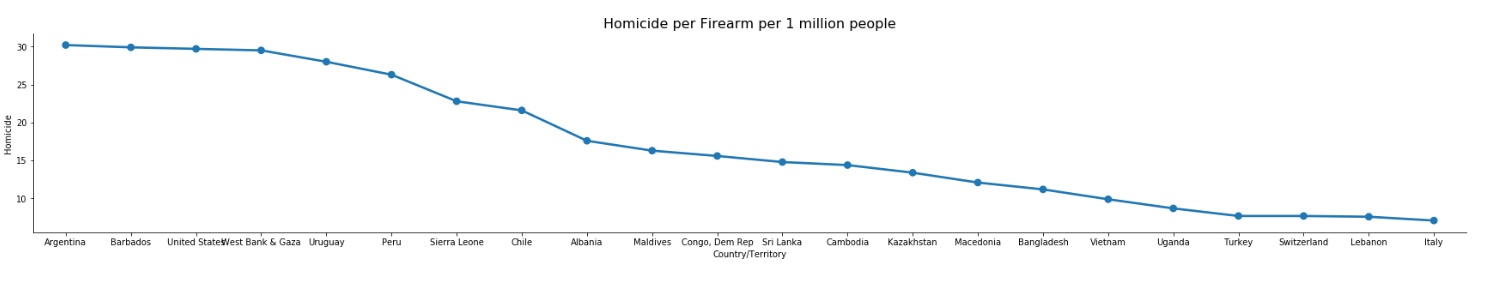 Homicide per Firearm per 1 million people
30
25
20
15
10
Homicide
Argentina Barbados United States West Bank & Gaza Uruguay Peru Sierra Leone Chile Albania Maldives Congo, Dem Rep Sri Lanka Cambodia Kazakhstan Macedonia Bangladesh Vietnam Uganda Turkey Switzerland Lebanon Italy
Country/Territory